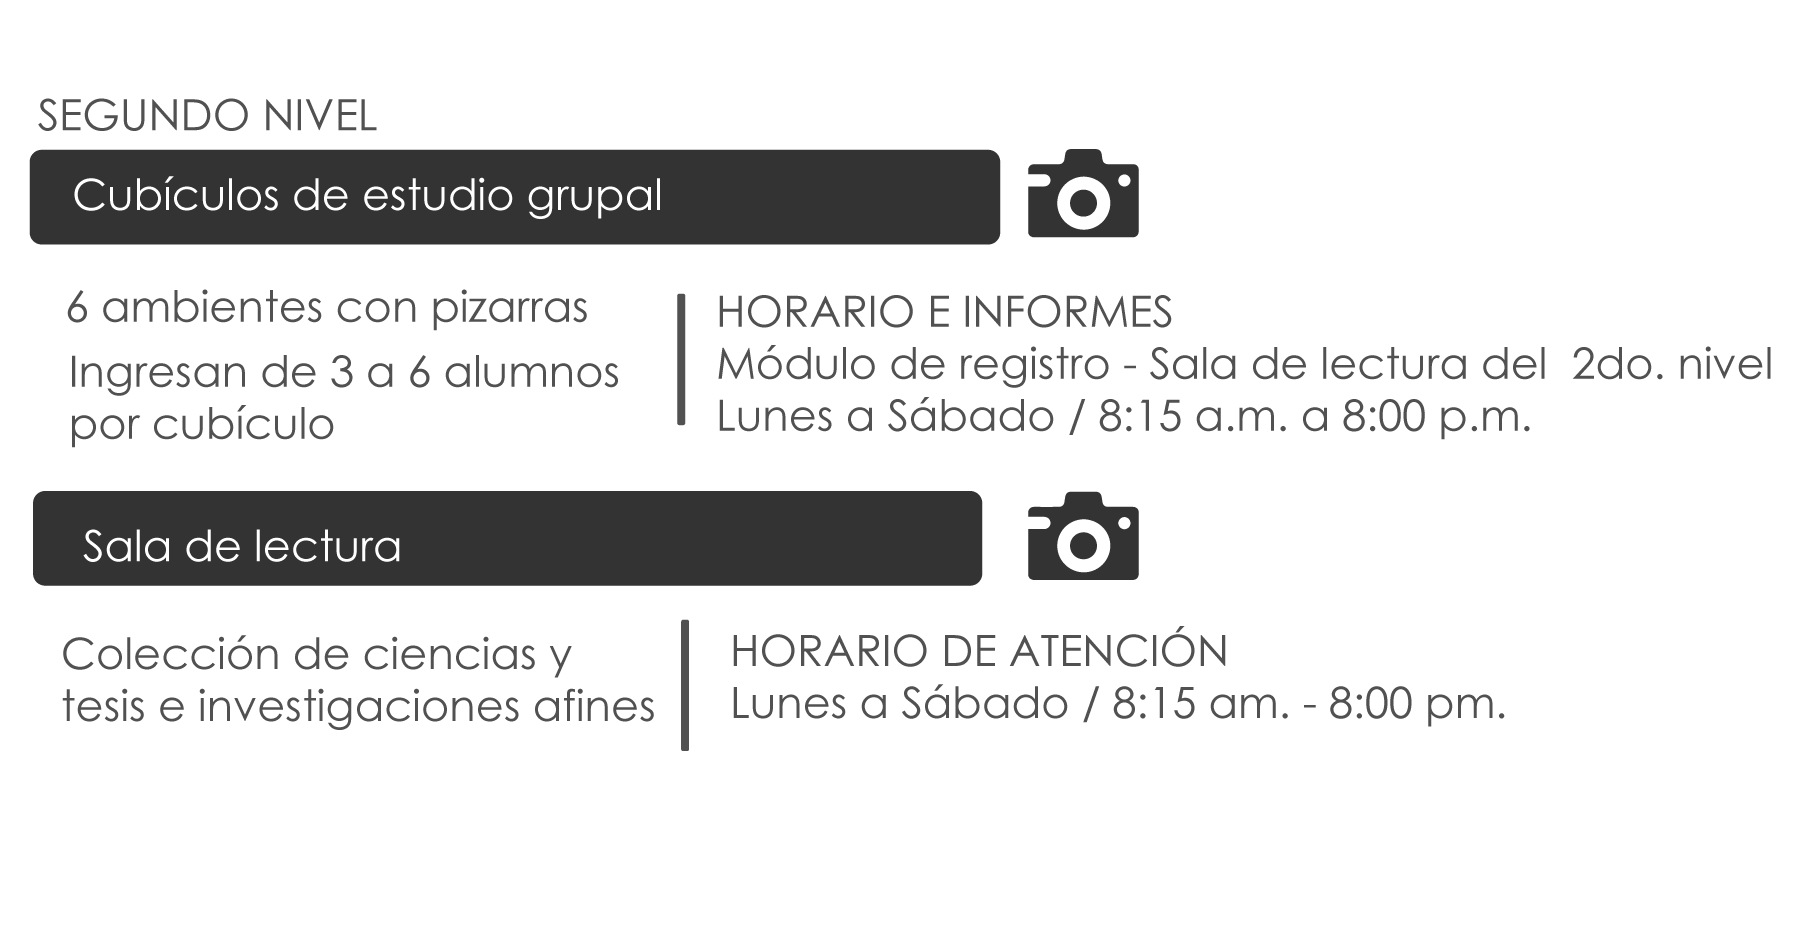 SEGUNDO NIVEL
Cubículos de estudio grupal
6 ambientes con pizarras
Ingresan de 3 a 6 alumnos
por cubículo
HORARIO E INFORMES
Módulo de registro - Sala de lectura del  2do. nivel
Lunes a Sábado / 8:15 a.m. a 8:00 p.m.
Sala de lectura
Colección de ciencias y
tesis e investigaciones afines
HORARIO DE ATENCIÓN
Lunes a Sábado / 8:15 am. - 8:00 pm.